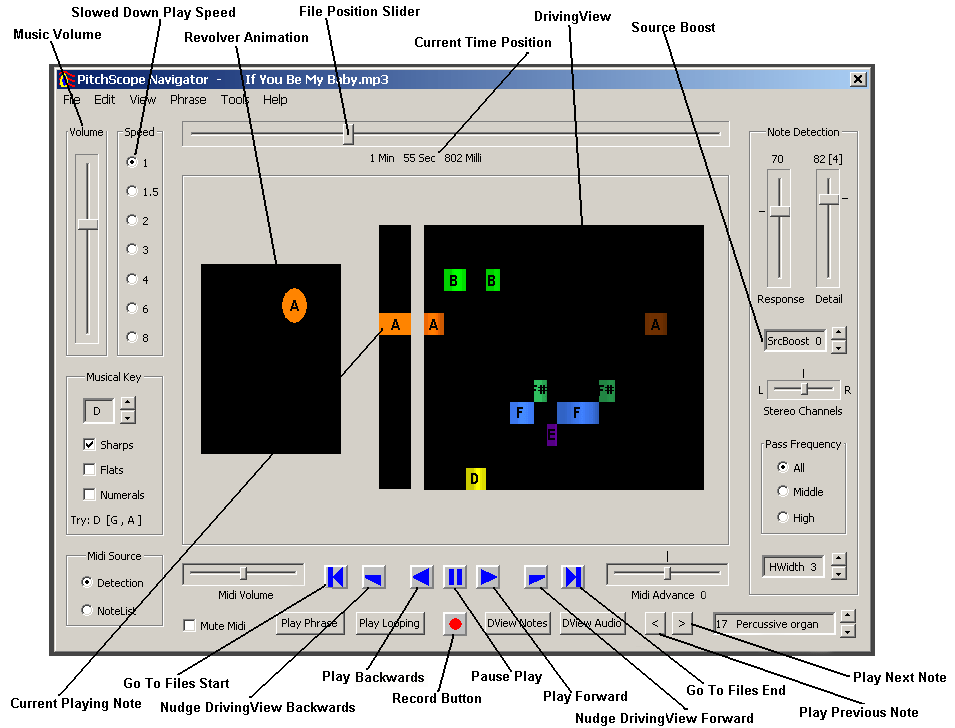 Slowed Down Play Speed
File Position Slider
DrivingView
Music Volume
Revolver Animation
Current Time Position
Source Boost
PitchScope Navigator - If You Be My Baby.mp3
File Edit View Phrase Tools Help
Volume
Speed
1
1.5
2
3
4
6
8
1 Min 55 Sec 802 Milli
Note Detection
70
82 [4]
Response
Detail
SrcBoost 0
L
R
Stereo Channels
Pass Frequency
All
Middle
High
HWidth 3
Musical Key
D
Sharps
Flats
Numerals
Try: D [G , A ]
Midi Source
Detection
NoteList
A
A
A
B
B
A
F#
F#
F
F
E
D
Midi Volume
Midi Advance 0
Mute Midi
Play Phrase
Play Looping
DView Notes
DView Audio
<
>
17 Percussive organ
Current Playing Note
Go To Files Start
Nudge DrivingView Backwards
Play Backwards
Record Button
Pause Play
Play Forward
Nudge DrivingView Forward
Go To Files End
Play Next Note
Play Previous Note